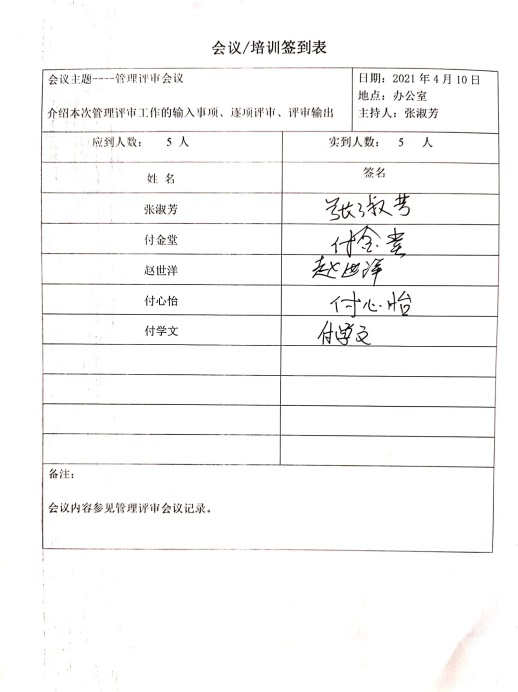 会议/培训签到表
会议主题----管理评审会议
日期：2021年4月10日
地点：办公室
介绍本次管理评审工作的输入事项、逐项评审、评审输出
主持人：张淑芳
应到人数： 5 人
实到人数： 5 人
姓 名
签名
张淑芳
张淑芳
付金堂
付金堂
赵世洋
赵世洋
付心怡
付心怡
付学文
付学文
备注：
会议内容参见管理评审会议记录。